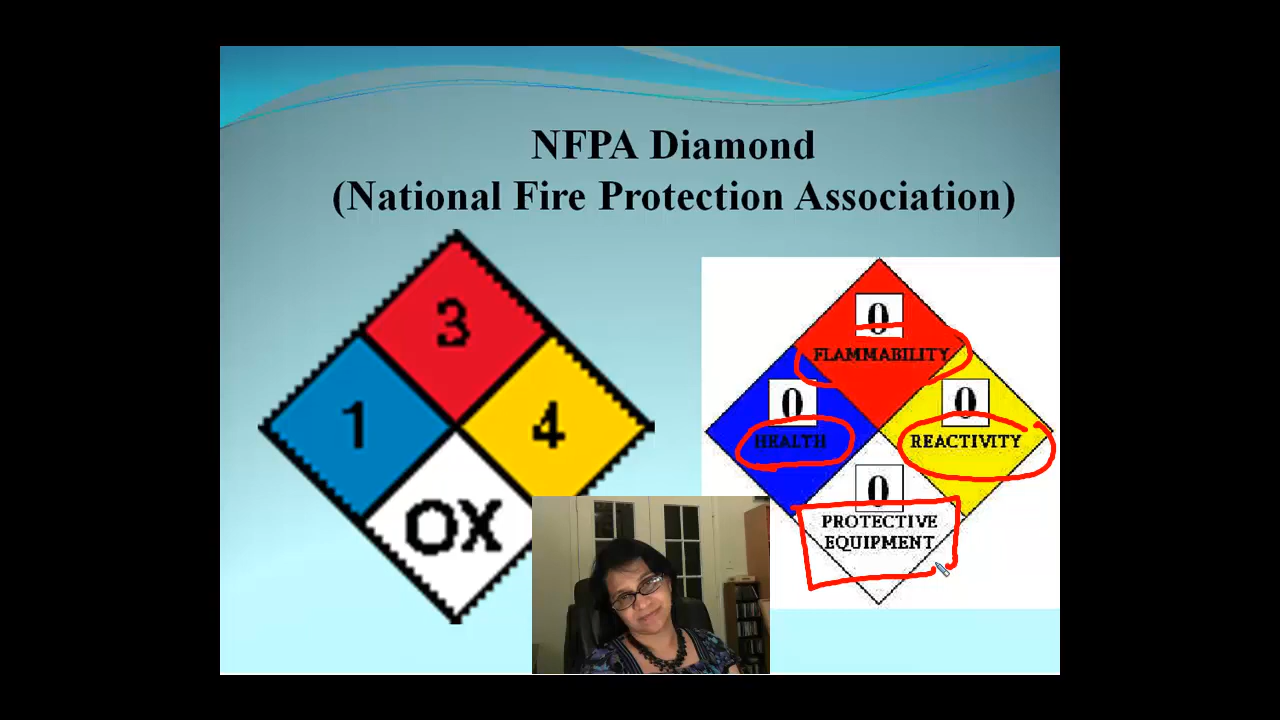 NFPA Diamond
(National Fire Protection Association)
3
1
4
OX
0
FLAMMABILITY
0
HEALTH
0
REACTIVITY
0
PROTECTIVE
EQUIPMENT